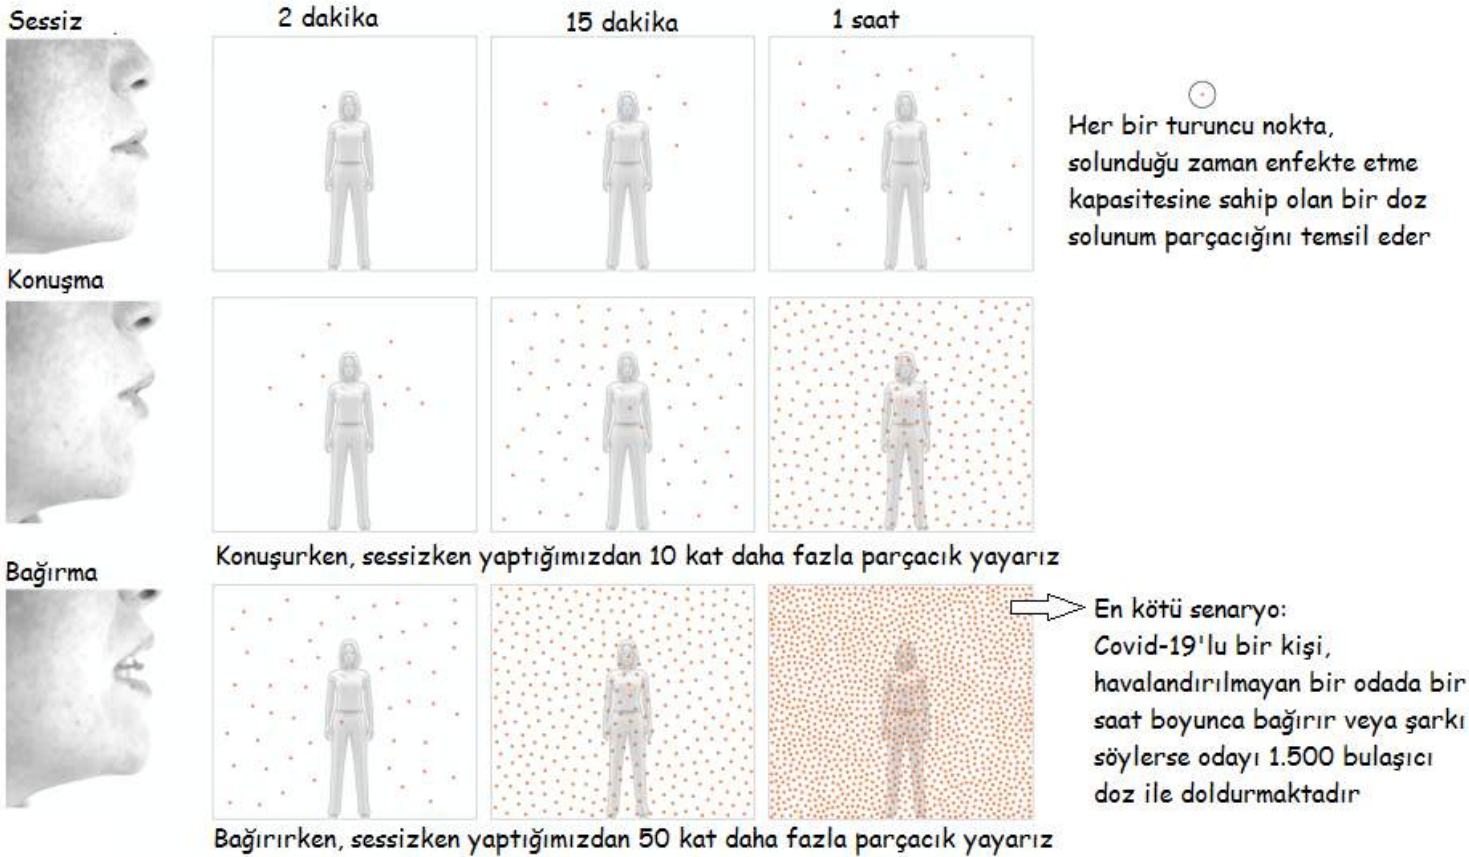 Sessiz
2 dakika
15 dakika
1 saat
Her bir turuncu nokta,
solunduğu zaman enfekte etme
kapasitesine sahip olan bir doz
solunum parçacığını temsil eder
Konuşma
Konuşurken, sessizken yaptığımızdan 10 kat daha fazla parçacık yayarız
Bağırma
En kötü senaryo:
Covid-19'lu bir kişi,
havalandırılmayan bir odada bir
saat boyunca bağırır veya şarkı
söylerse odayı 1.500 bulaşıcı
doz ile doldurmaktadır
Bağırırken, sessizken yaptığımızdan 50 kat daha fazla parçacık yayarız